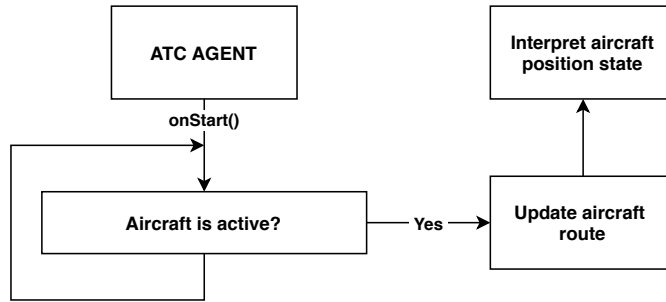 ATC AGENT
onStart()
Aircraft is active?
Yes
Interpret aircraft
position state
Update aircraft
route